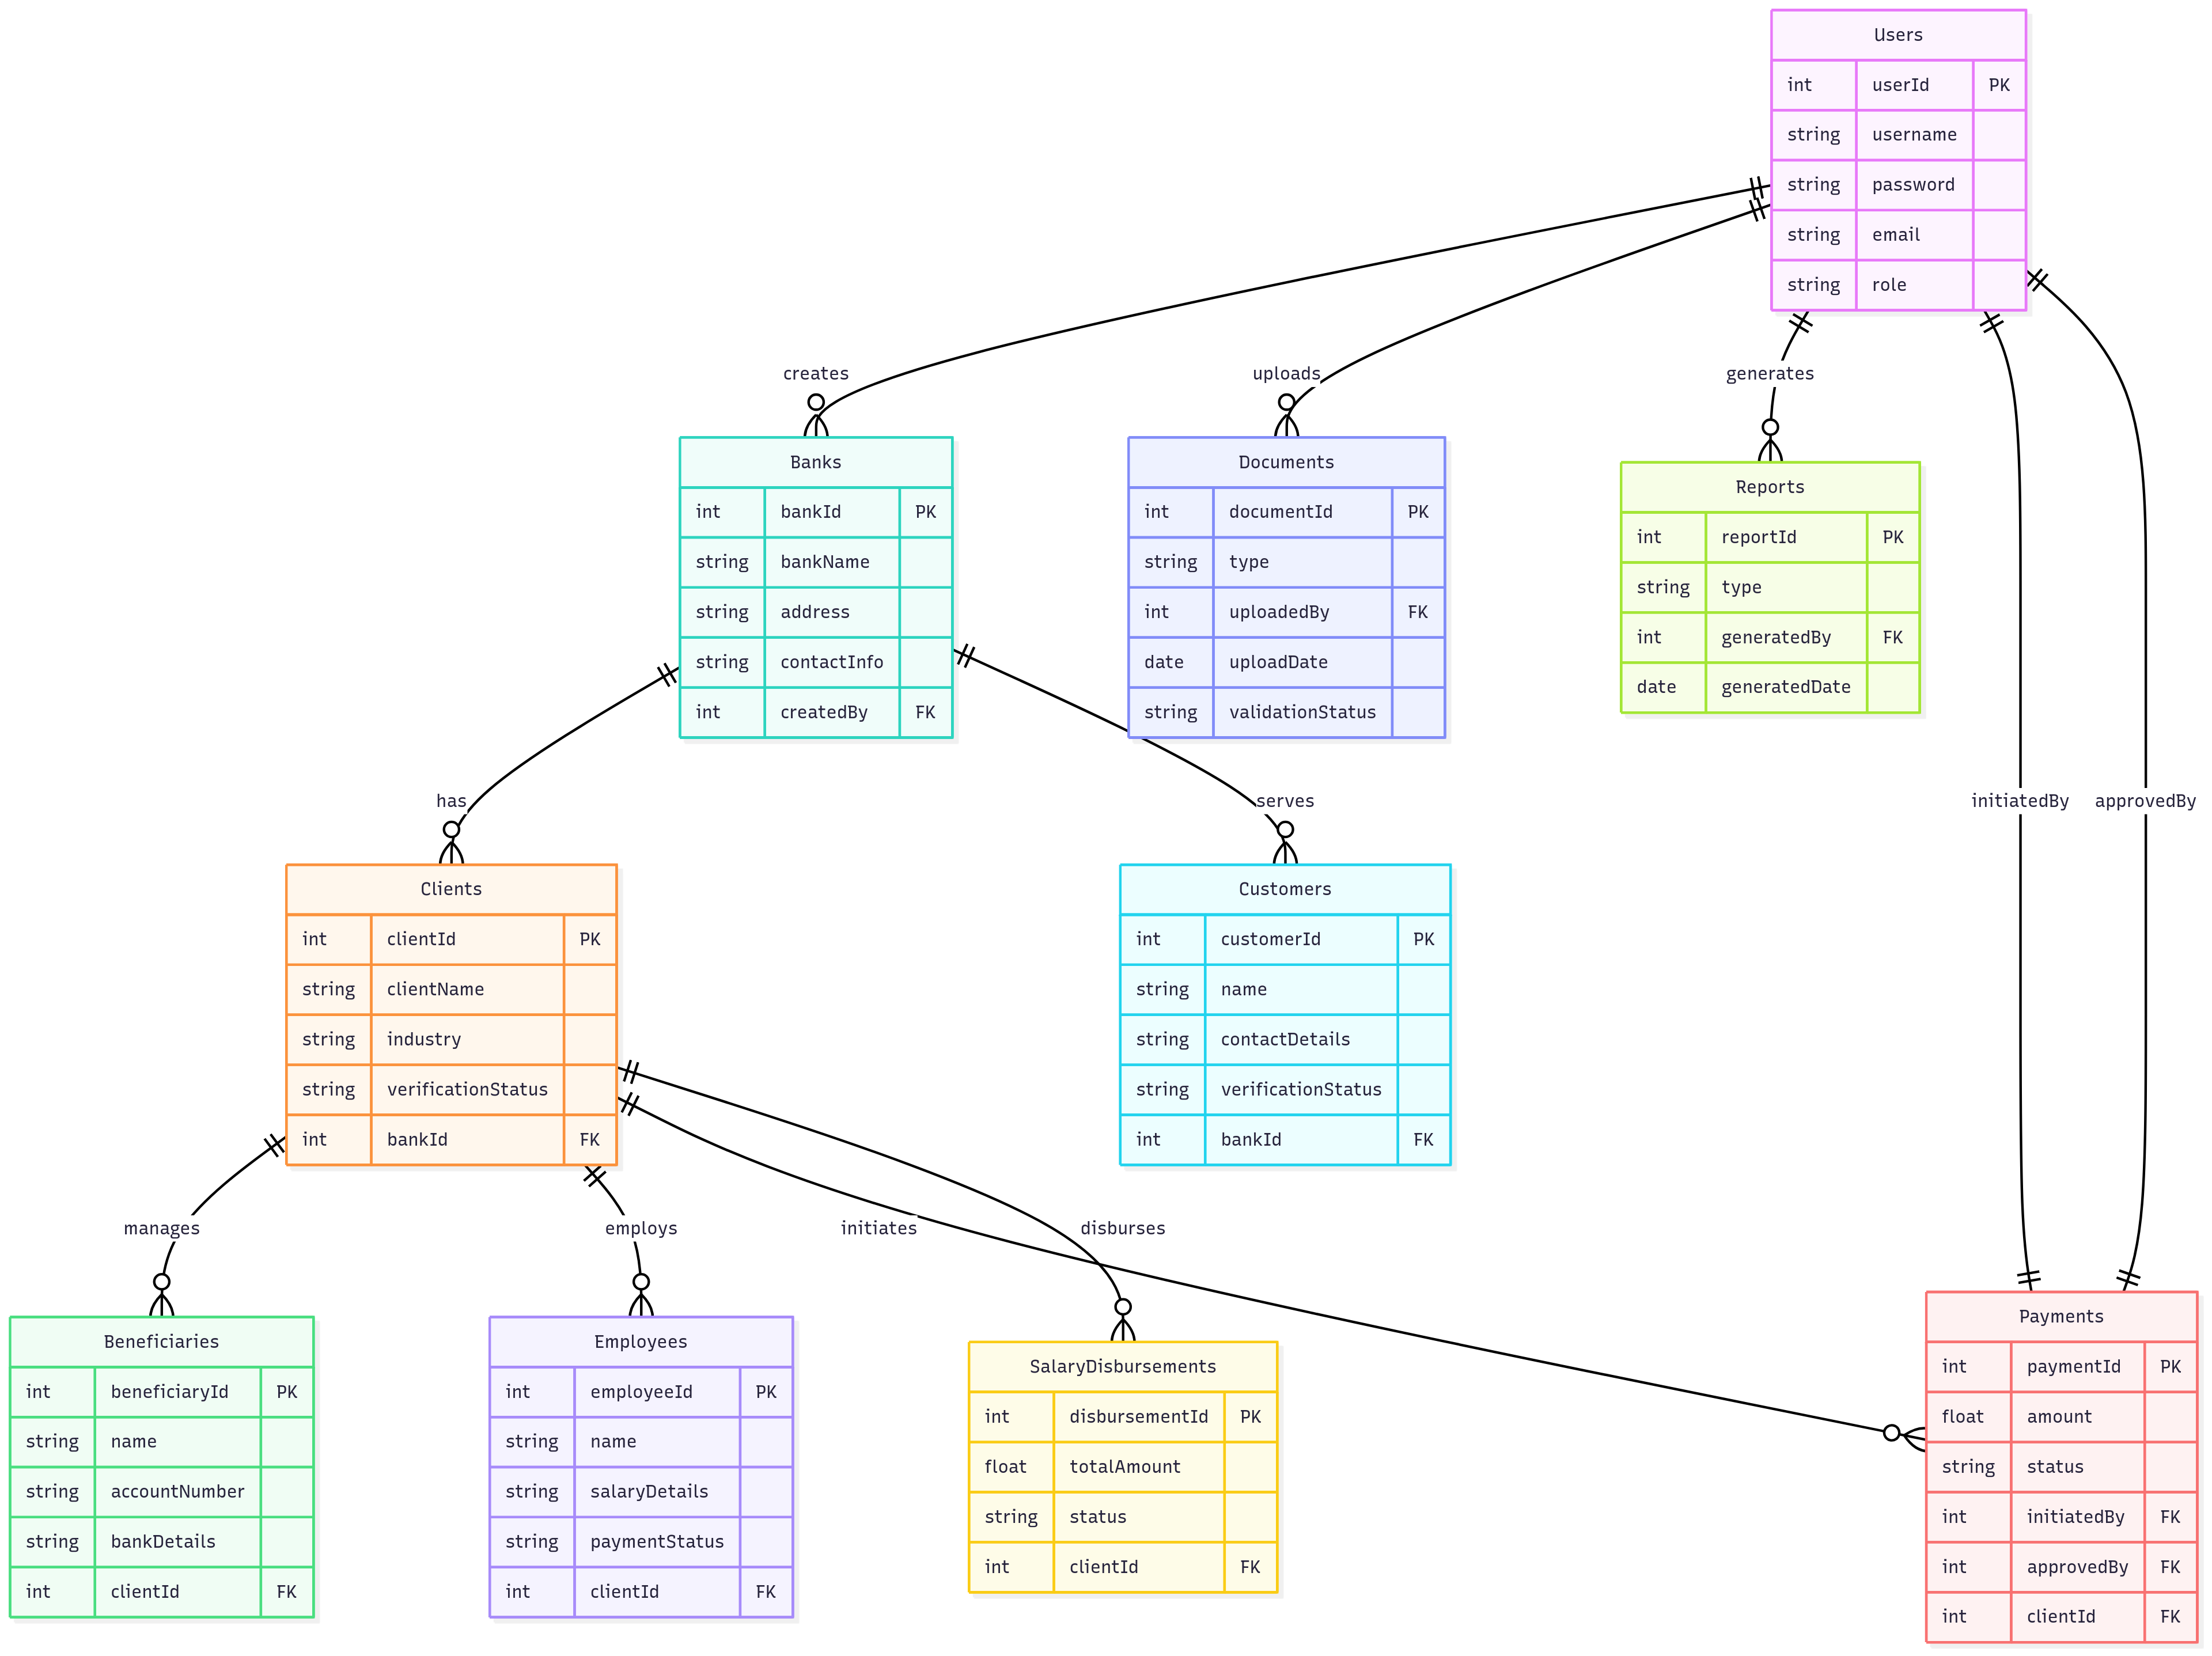 Users
int userId PK
string username
string password
string email
string role
creates
uploads
generates
Banks
int bankId PK
string bankName
string address
string contactInfo
int createdBy FK
Documents
int documentId PK
string type
int uploadedBy FK
date uploadDate
string validationStatus
Reports
int reportId PK
string type
int generatedBy FK
date generatedDate
has
serves
initiatedBy
approvedBy
Clients
int clientId PK
string clientName
string industry
string verificationStatus
int bankId FK
Customers
int customerId PK
string name
string contactDetails
string verificationStatus
int bankId FK
manages
employs
initiates
disburses
Beneficiaries
int beneficiaryId PK
string name
string accountNumber
string bankDetails
int clientId FK
Employees
int employeeId PK
string name
string salaryDetails
string paymentStatus
int clientId FK
SalaryDisbursements
int disbursementId PK
float totalAmount
string status
int clientId FK
Payments
int paymentId PK
float amount
string status
int initiatedBy FK
int approvedBy FK
int clientId FK